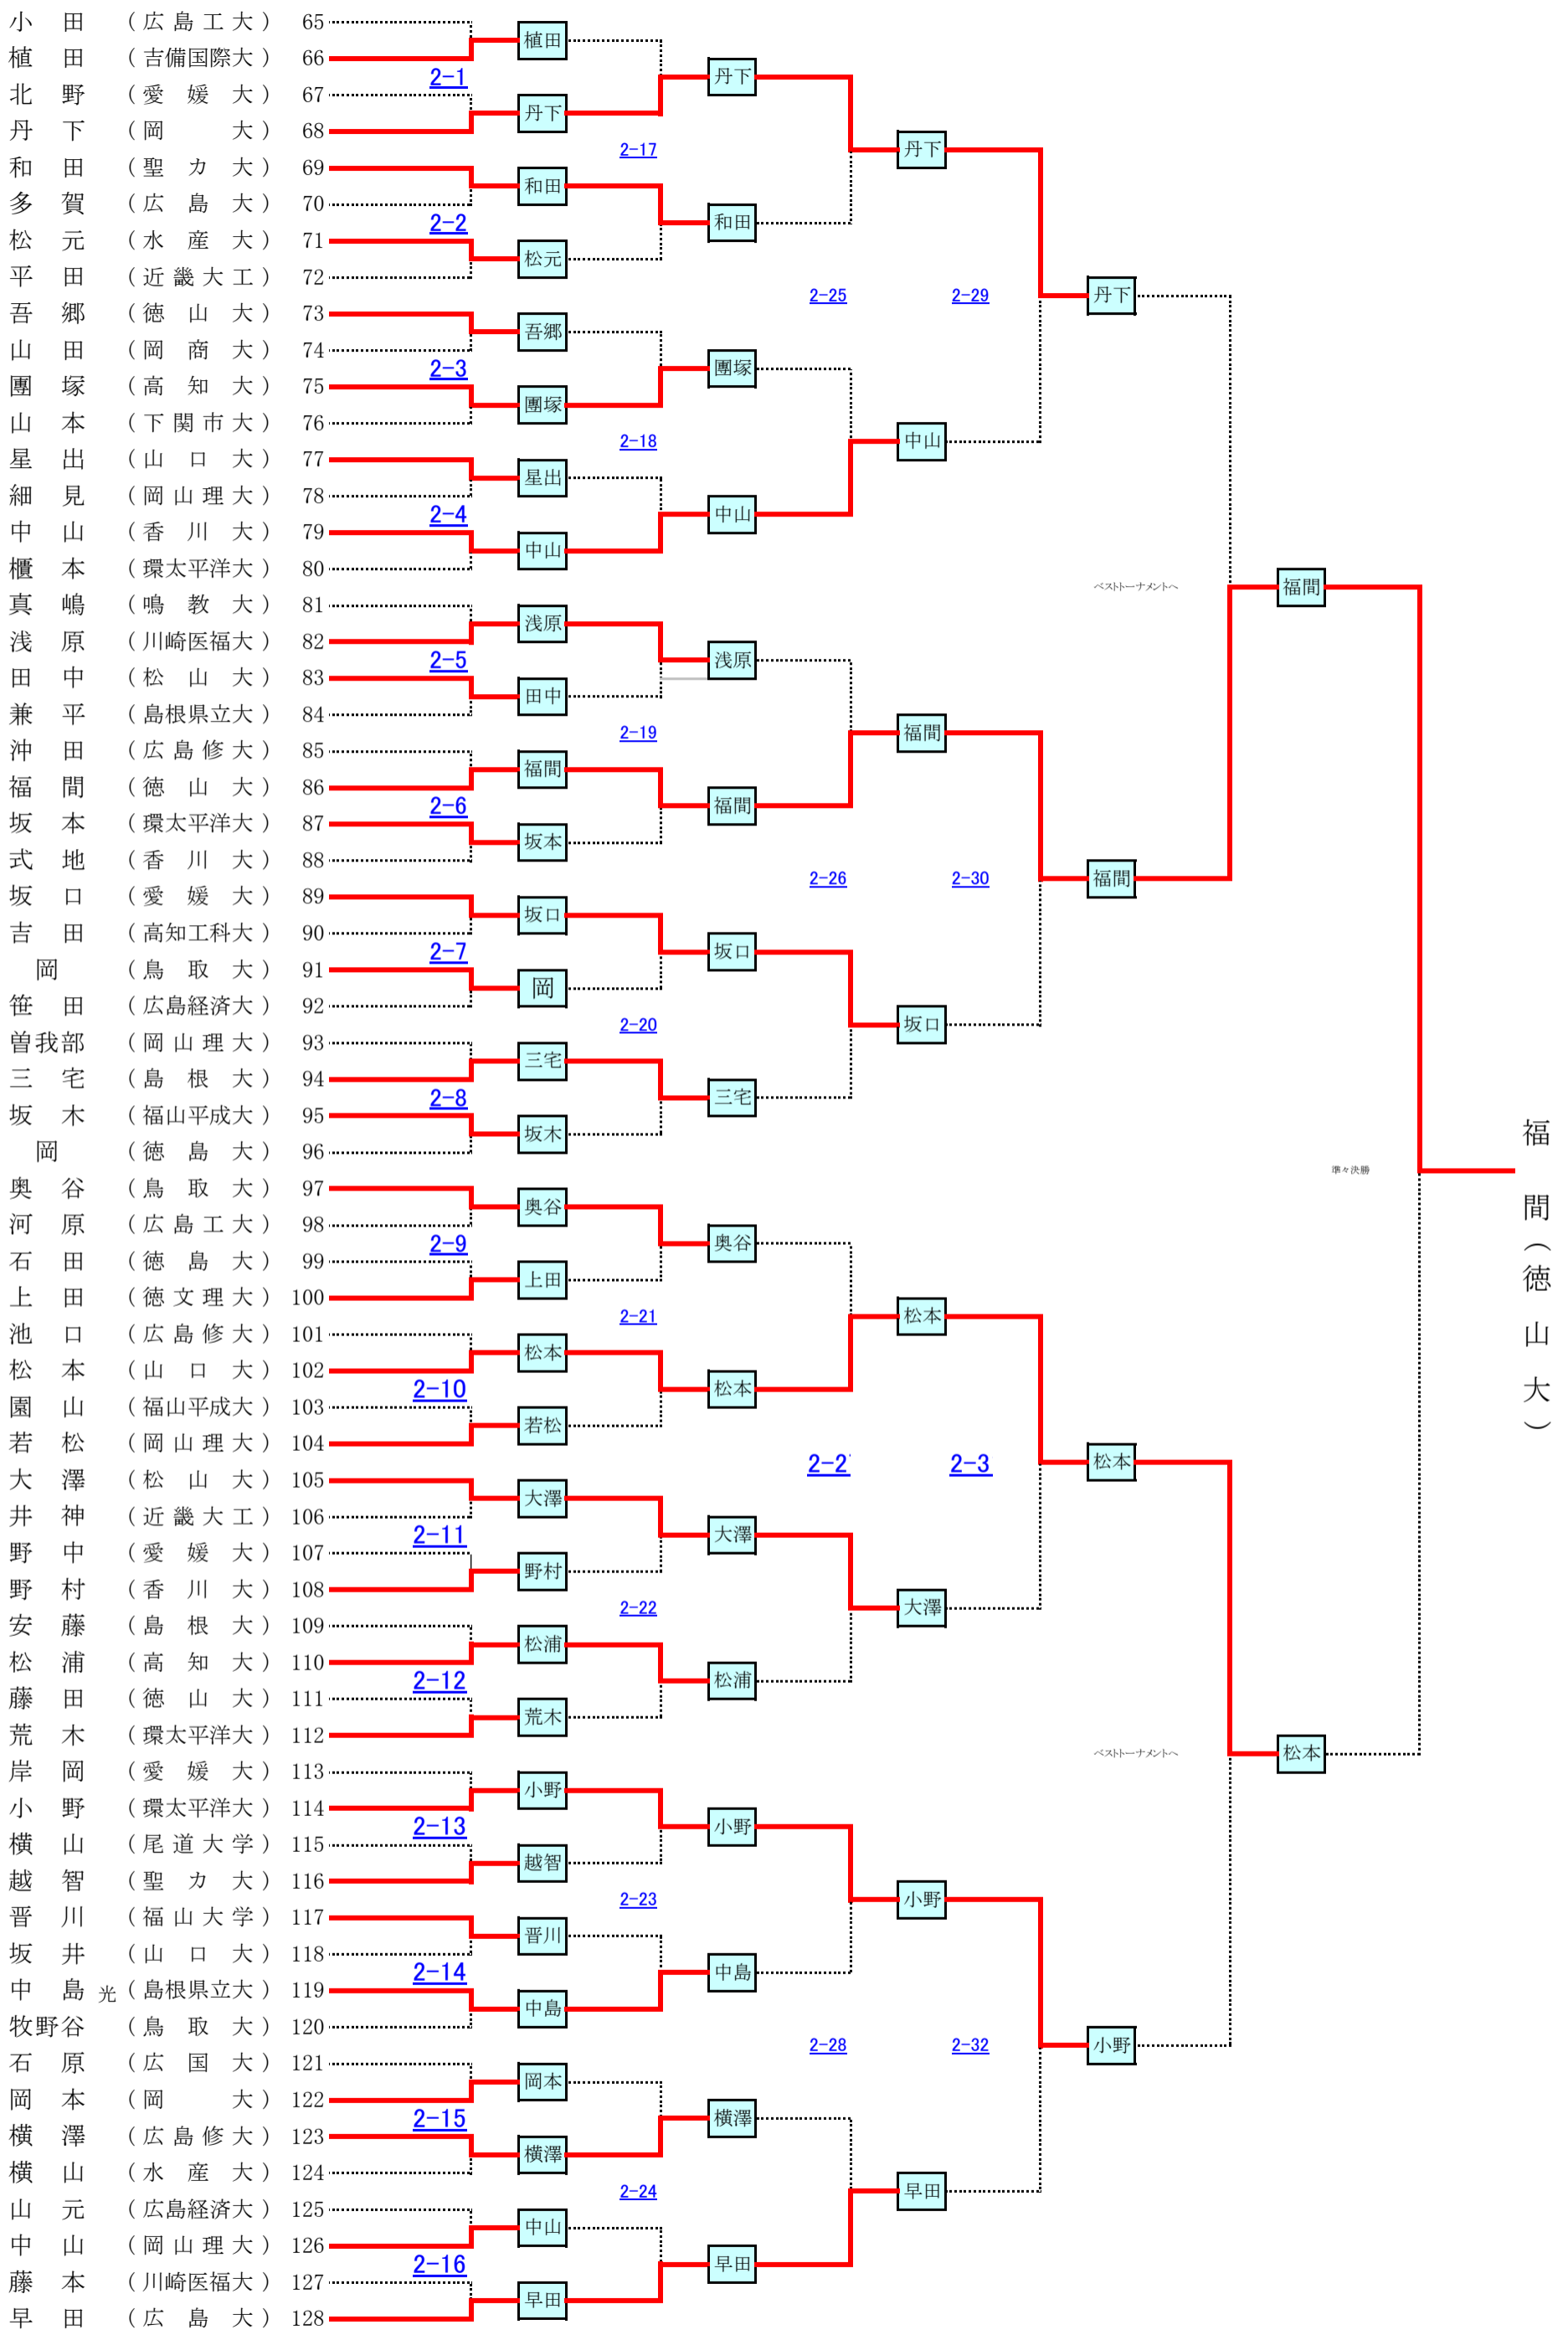 小田 （広島工大） 65
植田 （吉備国際大） 66
北野 （愛媛大） 67
丹下 （岡大） 68
和田 （聖カ大） 69
多賀 （広島大） 70
松元 （水産大） 71
平田 （近畿大工） 72
吾郷 （徳山大） 73
山田 （岡商大） 74
團塚 （高知大） 75
山本 （下関市大） 76
星出 （山口大） 77
細見 （岡山理大） 78
中山 （香川大） 79
櫃本 （環太平洋大） 80
真嶋 （鳴教大） 81
浅原 （川崎医福大） 82
田中 （松山大） 83
兼平 （島根県立大） 84
沖田 （広島修大） 85
福間 （徳山大） 86
坂本 （環太平洋大） 87
式地 （香川大） 88
坂口 （愛媛大） 89
吉田 （高知工科大） 90
岡 （鳥取大） 91
笹田 （広島経済大） 92
曽我部 （岡山理大） 93
三宅 （島根大） 94
坂木 （福山平成大） 95
岡 （徳島大） 96
奥谷 （鳥取大） 97
河原 （広島工大） 98
石田 （徳島大） 99
上田 （徳文理大） 100
池口 （広島修大） 101
松本 （山口大） 102
園山 （福山平成大） 103
若松 （岡山理大） 104
大澤 （松山大） 105
井神 （近畿大工） 106
野中 （愛媛大） 107
野村 （香川大） 108
安藤 （島根大） 109
松浦 （高知大） 110
藤田 （徳山大） 111
荒木 （環太平洋大） 112
岸岡 （愛媛大） 113
小野 （環太平洋大） 114
横山 （尾道大学） 115
越智 （聖カ大） 116
晋川 （福山大学） 117
坂井 （山口大） 118
中島光 （島根県立大） 119
牧野谷 （鳥取大） 120
石原 （広国大） 121
岡本 （岡大） 122
横澤 （広島修大） 123
横山 （水産大） 124
山元 （広島経済大） 125
中山 （岡山理大） 126
藤本 （川崎医福大） 127
早田 （広島大） 128
2-1
2-2
2-3
2-4
2-5
2-6
2-7
2-8
2-9
2-10
2-11
2-12
2-13
2-14
2-15
2-16
植田
丹下
和田
松元
吾郷
團塚
星出
中山
浅原
田中
福間
坂本
坂口
岡
三宅
坂木
奥谷
上田
松本
若松
大澤
野村
松浦
荒木
小野
越智
晋川
中島
岡本
横澤
中山
早田
2-17
2-18
2-19
2-20
2-21
2-22
2-23
2-24
丹下
和田
團塚
中山
浅原
福間
坂口
三宅
奥谷
松本
大澤
松浦
小野
中島
横澤
早田
2-25
2-26
2-2
2-28
丹下
中山
福間
坂口
松本
大澤
小野
早田
2-29
2-30
2-3
2-32
丹下
福間
松本
小野
ベストーナメントへ
ベストーナメントへ
福間
松本
準々決勝
福間（徳山大）